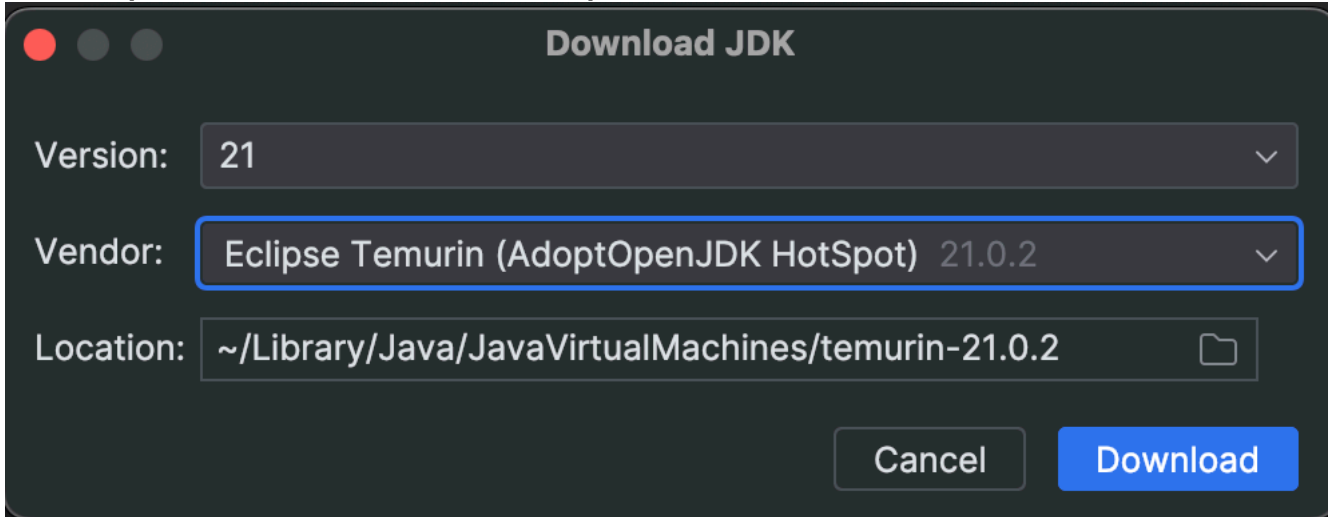 Download JDK
Version: 21
Vendor: Eclipse Temurin (AdoptOpenJDK HotSpot) 21.0.2
Location: ~/Library/Java/JavaVirtualMachines/temurin-21.0.2
Cancel Download